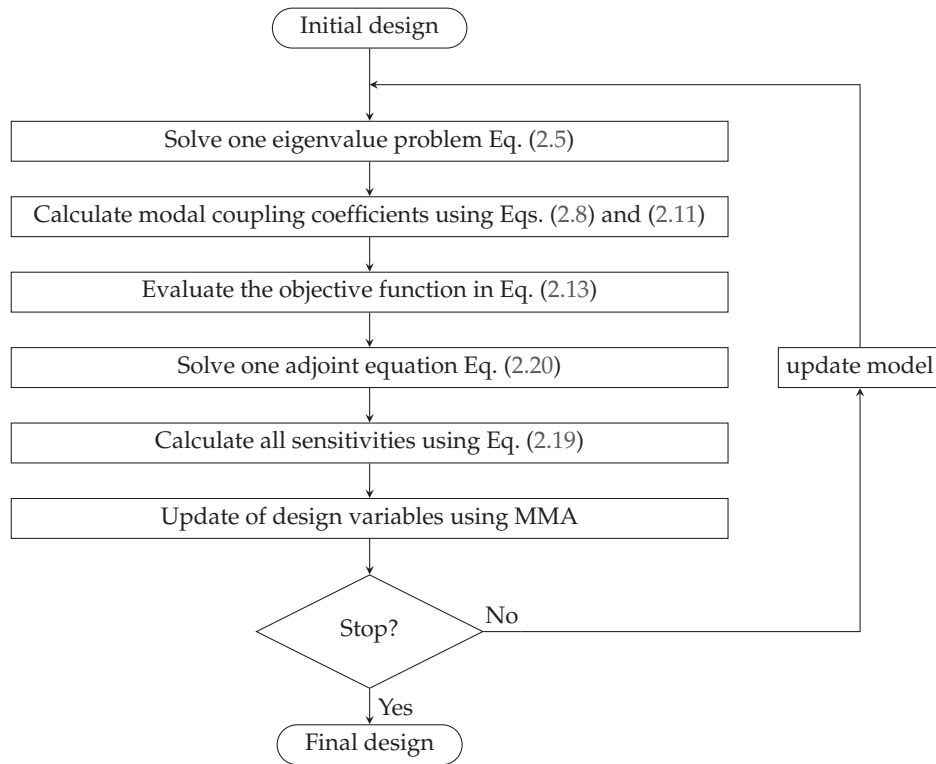 Initial design
Solve one eigenvalue problem Eq. (2.5)
Calculate modal coupling coefficients using Eqs. (2.8) and (2.11)
Evaluate the objective function in Eq. (2.13)
Solve one adjoint equation Eq. (2.20)
update model
Calculate all sensitivities using Eq. (2.19)
Update of design variables using MMA
Stop?
No
Yes
Final design